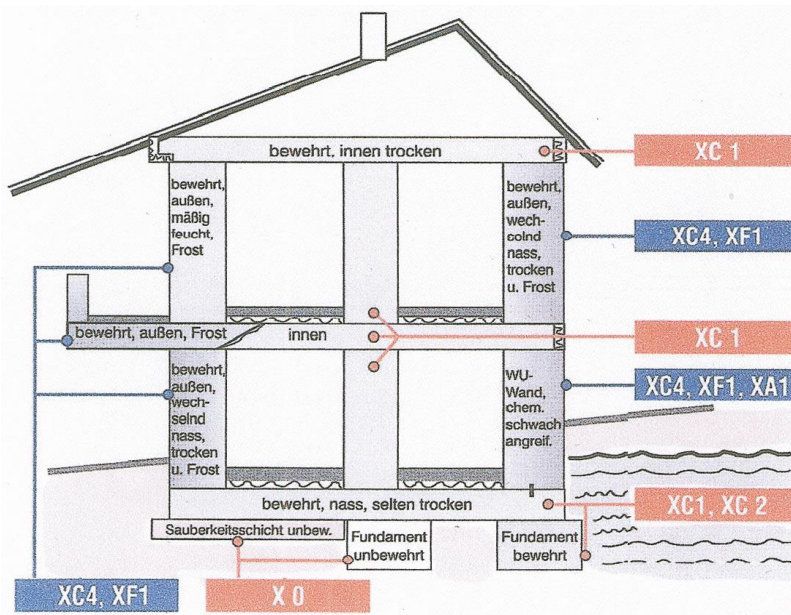 bewehrt, innen trocken
XC 1
bewehrt,
außen,
mäßig
feucht,
Frost
bewehrt,
außen,
wech-
selnd
nass,
trocken
u. Frost
XC4, XF1
bewehrt, außen, Frost
innen
XC 1
bewehrt,
außen,
wech-
selnd
nass,
trocken
u. Frost
WU-
Wand,
chem.
schwach
angreif.
XC4, XF1, XA1
bewehrt, nass, selten trocken
XC1, XC 2
Sauberkeitsschicht unbew.
Fundament
unbewehrt
Fundament
bewehrt
XC4, XF1
X 0